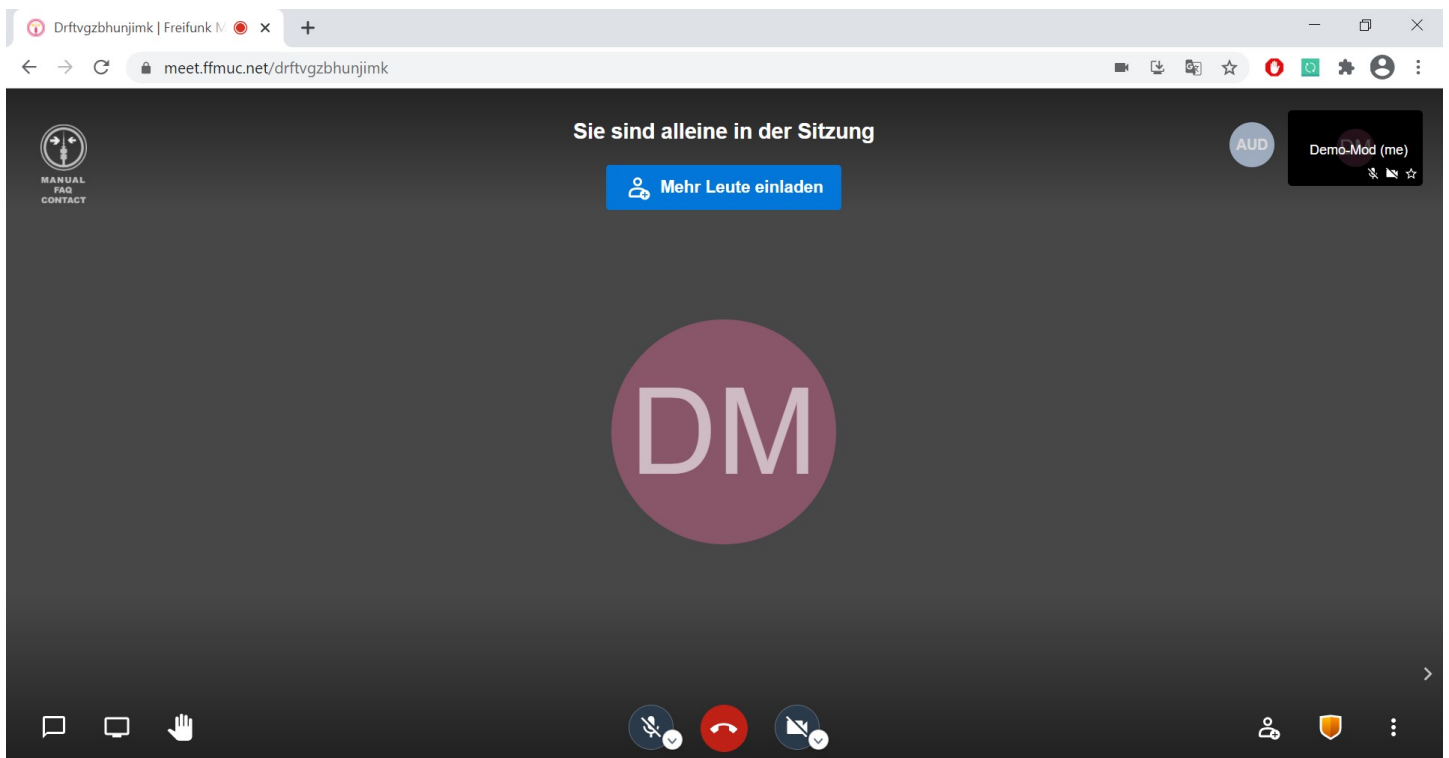 Drftvgzbhunjimk | Freifunk M
meet.ffmuc.net/drftvgzbhunjimk
Sie sind alleine in der Sitzung
Mehr Leute einladen
MANUAL
FAQ
CONTACT
AUD
Demo-Mod (me)
DM